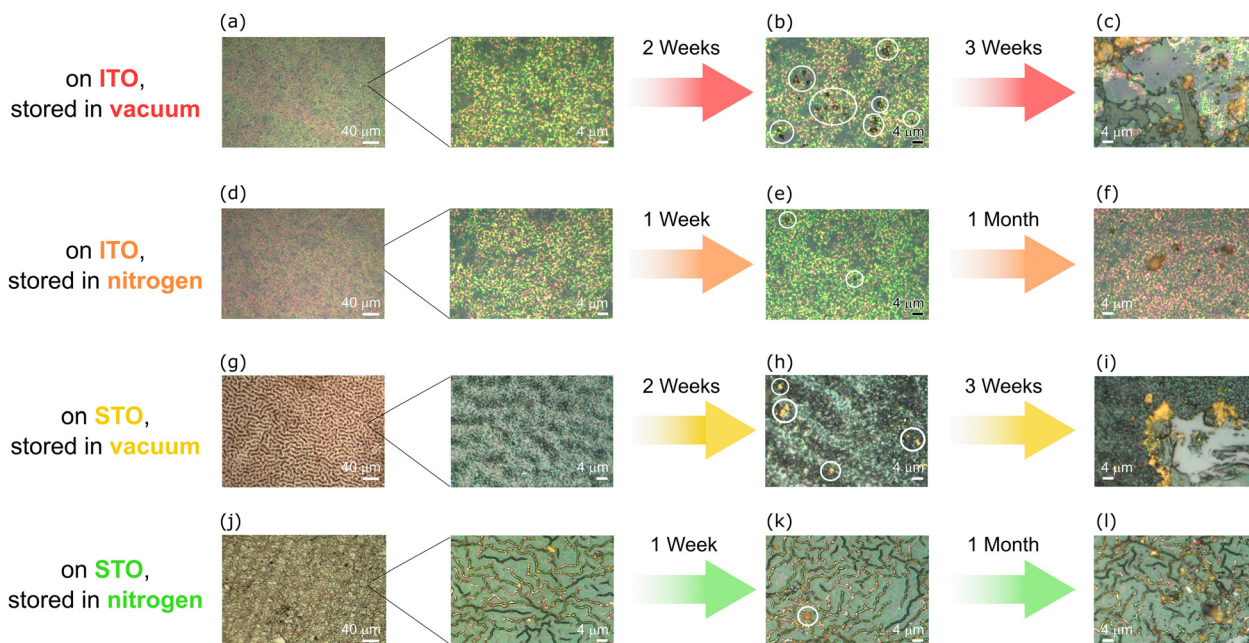 (a)
(b)
(c)
on ITO,
stored in vacuum
40 µm
4 µm
2 Weeks
4 µm
3 Weeks
4 µm
(d)
(e)
(f)
on ITO,
stored in nitrogen
40 µm
4 µm
1 Week
4 µm
1 Month
4 µm
(g)
(h)
(i)
on STO,
stored in vacuum
40 µm
4 µm
2 Weeks
4 µm
3 Weeks
4 µm
(j)
(k)
(l)
on STO,
stored in nitrogen
40 µm
4 µm
1 Week
4 µm
1 Month
4 µm